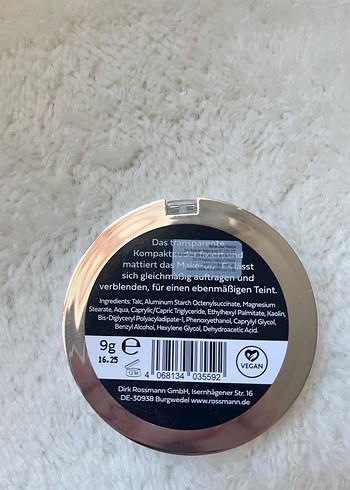 Das transparente
Kompaktpuder fixiert und
mattiert das Make-up. Es lässt
sich gleichmäßig auftragen und
verblenden, für einen ebenmäßigen Teint.
Ingredients: Talc, Aluminum Starch Octenylsuccinate, Magnesium
Stearate, Aqua, Caprylic/Capric Triglyceride, Ethylhexyl Palmitate, Kaolin,
Bis-Diglyceryl Polyacyladipate-1, Phenoxyethanol, Caprylyl Glycol,
Benzyl Alcohol, Hexylene Glycol, Dehydroacetic Acid.
9g e
16.25
12 M
4 068134 035592
VEGAN
Dirk Rossmann GmbH, Isernhägener Str. 16
DE-30938 Burgwedel www.rossmann.de